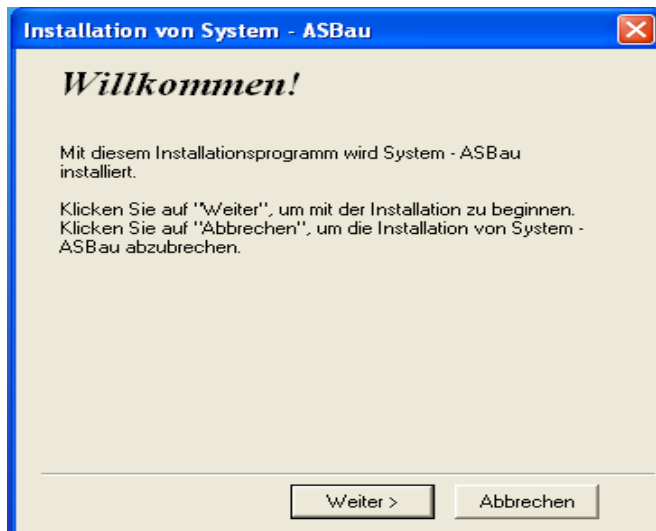 Installation von System - ASBau
Willkommen!
Mit diesem Installationsprogramm wird System - ASBau
installiert.
Klicken Sie auf "Weiter", um mit der Installation zu beginnen.
Klicken Sie auf "Abbrechen", um die Installation von System -
ASBau abzubrechen.
Weiter >
Abbrechen